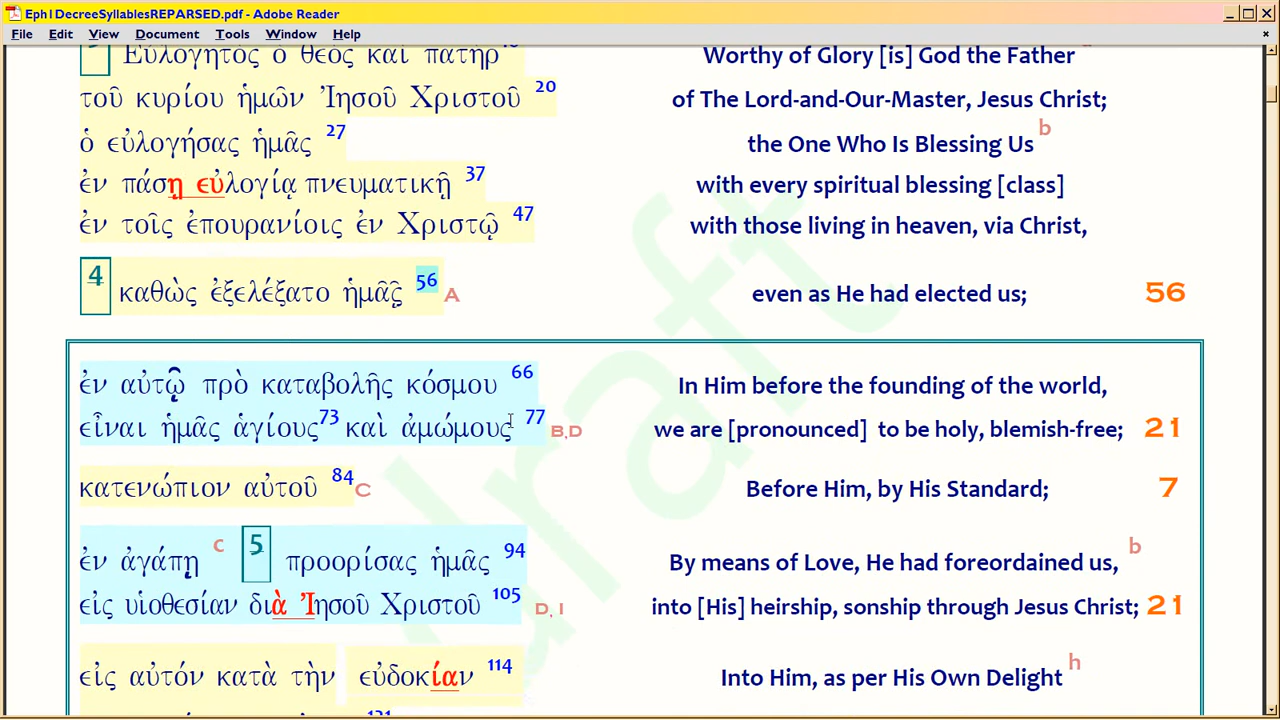 Eph1DecreeSyllablesREPARSED.pdf - Adobe Reader
File Edit View Document Tools Window Help
Εὐλογητὸς ὁ θεὸς καὶ πατὴρ Worthy of Glory [is] God the Father
τοῦ κυρίου ἡμῶν Ἰησοῦ Χριστοῦ 20 of The Lord-and-Our-Master, Jesus Christ;
ὁ εὐλογήσας ἡμᾶς 27 the One Who Is Blessing Us b
ἐν πάσῃ εὐλογίᾳ πνευματικῇ 37 with every spiritual blessing [class]
ἐν τοῖς ἐπουρανίοις ἐν Χριστῷ 47 with those living in heaven, via Christ,
4 καθὼς ἐξελέξατο ἡμᾶς 56 A even as He had elected us; 56
ἐν αὐτῷ πρὸ καταβολῆς κόσμου 66 In Him before the founding of the world,
εἶναι ἡμᾶς ἁγίους 73 καὶ ἀμώμους 77 B,D we are [pronounced] to be holy, blemish-free; 21
κατενώπιον αὐτοῦ 84 C Before Him, by His Standard; 7
ἐν ἀγάπῃ c 5 προορίσας ἡμᾶς 94 By means of Love, He had foreordained us, b
εἰς υἱοθεσίαν διὰ Ἰησοῦ Χριστοῦ 105 D, I into [His] heirship, sonship through Jesus Christ; 21
εἰς αὐτόν κατὰ τὴν εὐδοκίαν 114 Into Him, as per His Own Delight h
draft